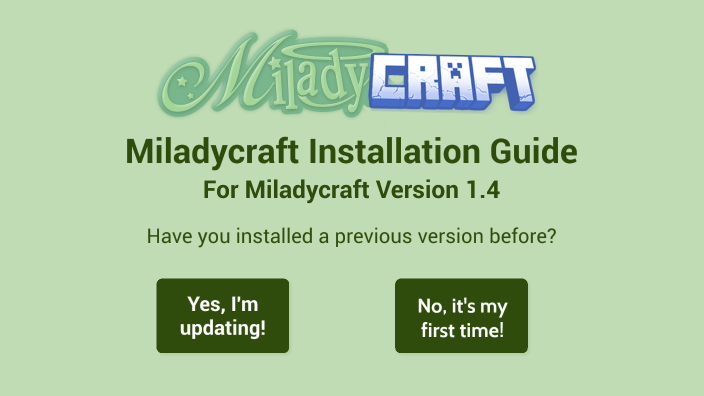 Milady CRAFT
Miladycraft Installation Guide
For Miladycraft Version 1.4
Have you installed a previous version before?
Yes, I'm
updating!
No, it's my
first time!